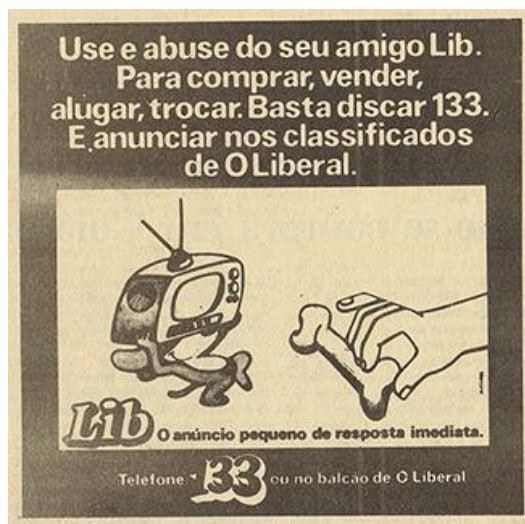 Use e abuse do seu amigo Lib.
Para comprar, vender,
alugar, trocar. Basta discar 133.
E anunciar nos classificados
de O Liberal.
Lib O anúncio pequeno de resposta imediata.
Telefone 133 ou no balcão de O Liberal